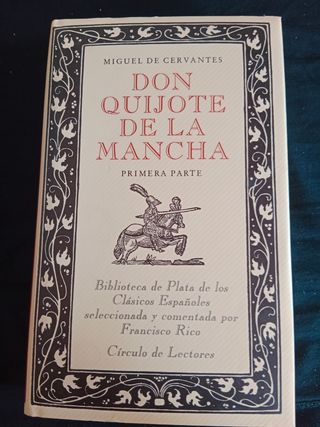 MIGUEL DE CERVANTES
DON
QUIJOTE
DE LA
MANCHA
PRIMERA PARTE
Biblioteca de Plata de los
Clásicos Españoles
seleccionada y comentada por
Francisco Rico
Círculo de Lectores